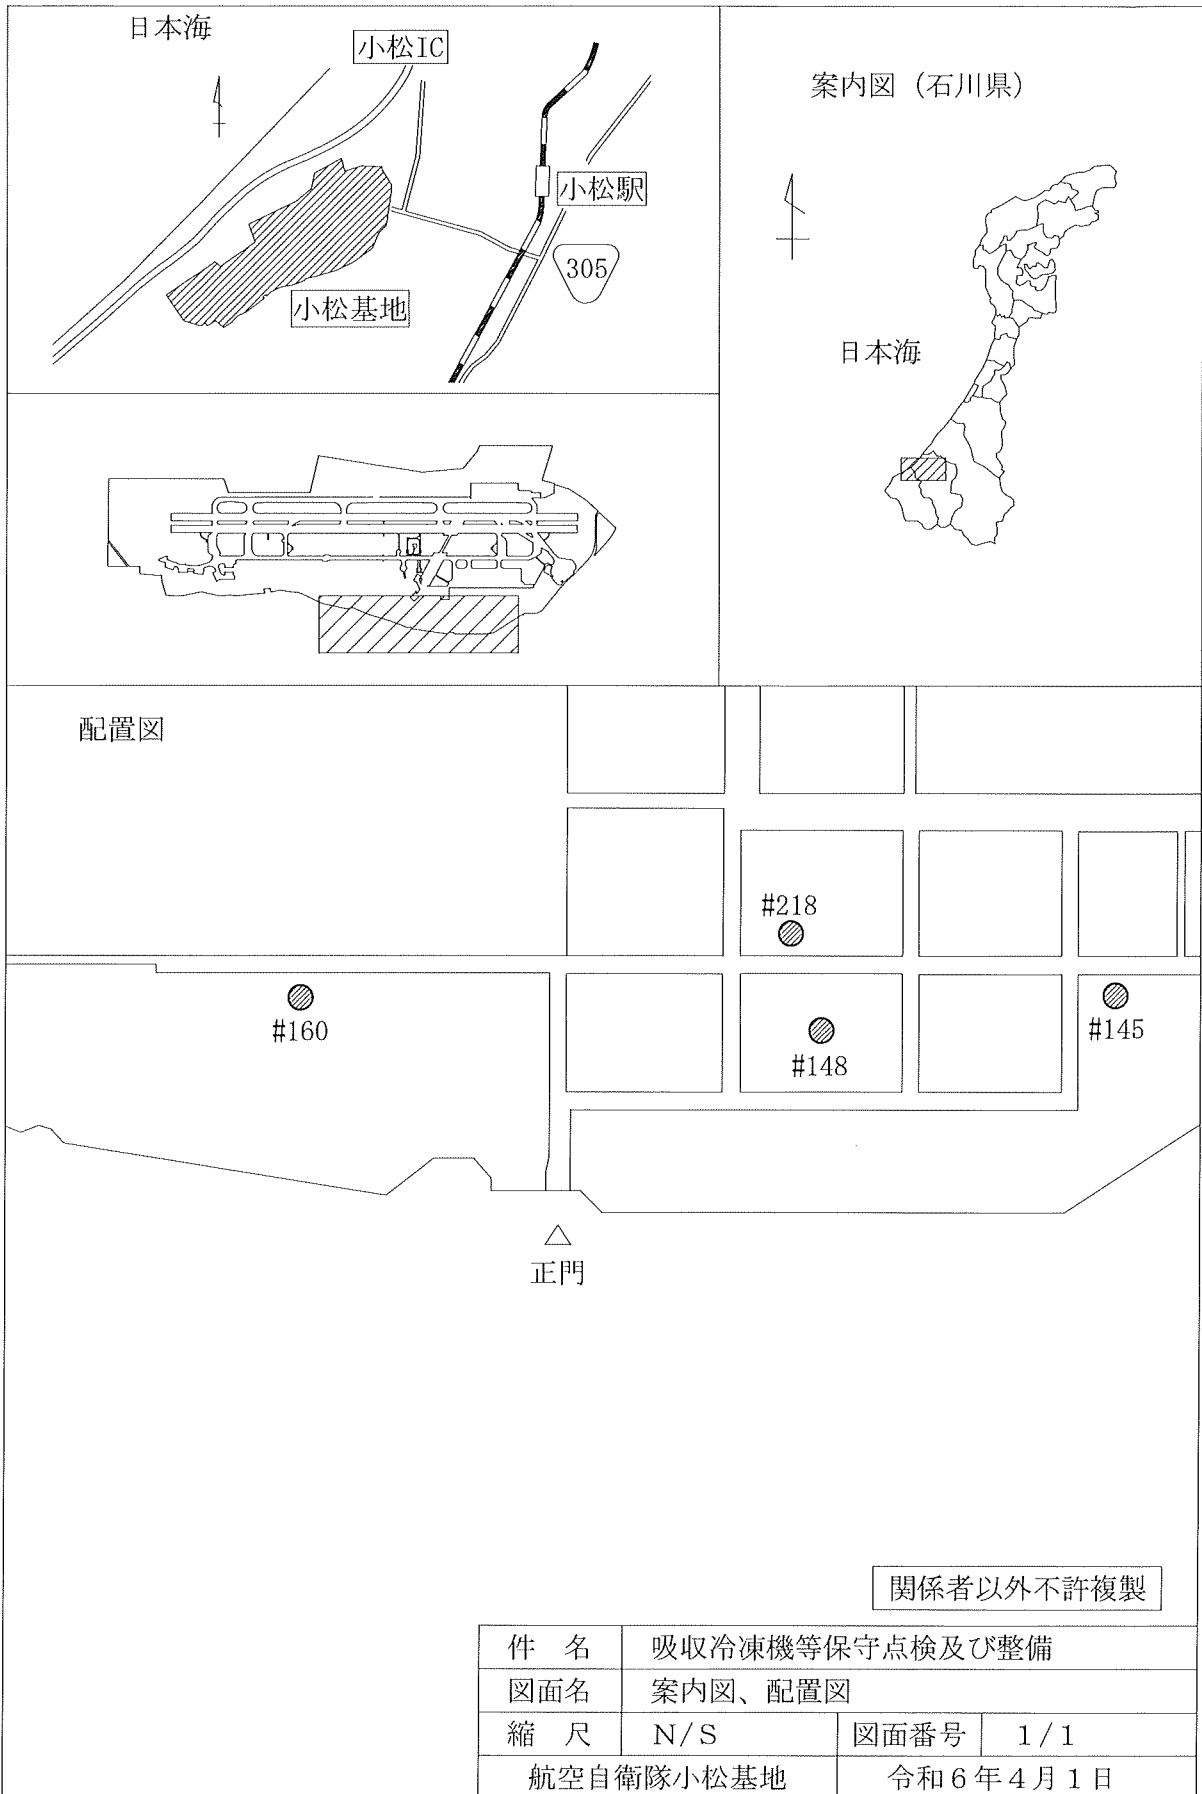 日本海
小松IC
小松駅
305
小松基地
案内図（石川県）
日本海
配置図
#218
#160
#148
#145
正門
関係者以外不許複製
件　名　吸収冷凍機等保守点検及び整備
図面名　案内図、配置図
縮　尺　N/S　図面番号　1/1
航空自衛隊小松基地　令和６年４月１日